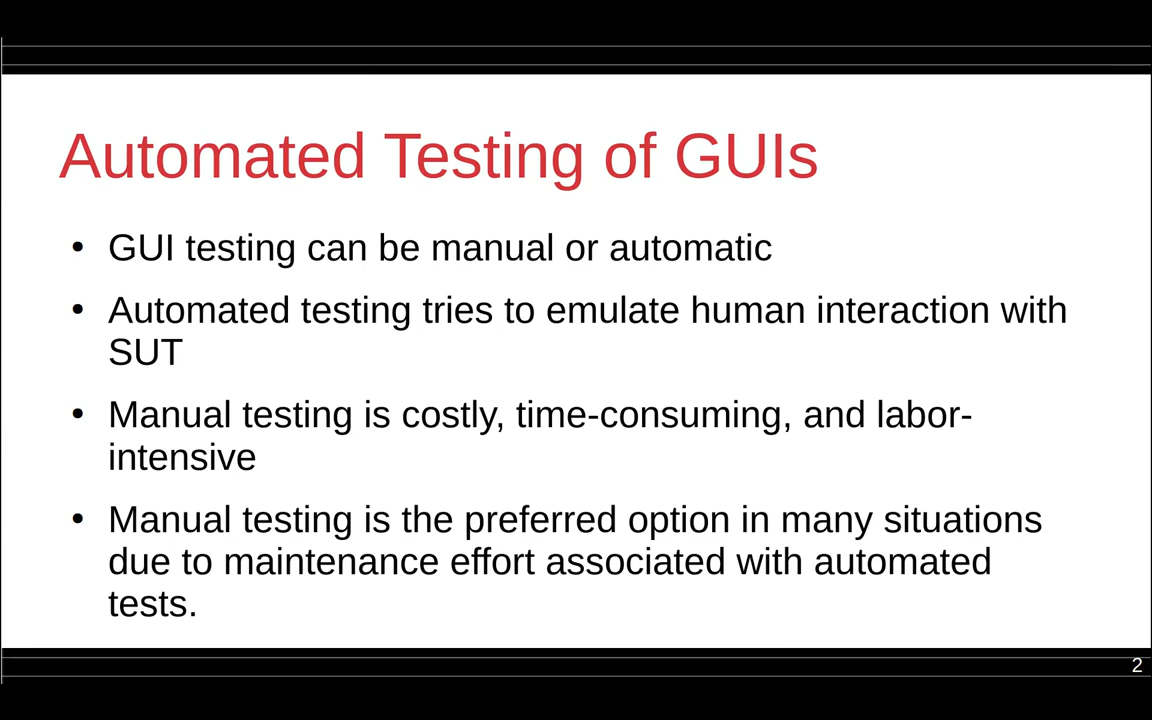 Automated Testing of GUIs
• GUI testing can be manual or automatic
• Automated testing tries to emulate human interaction with
SUT
• Manual testing is costly, time-consuming, and labor-
intensive
• Manual testing is the preferred option in many situations
due to maintenance effort associated with automated
tests.
2